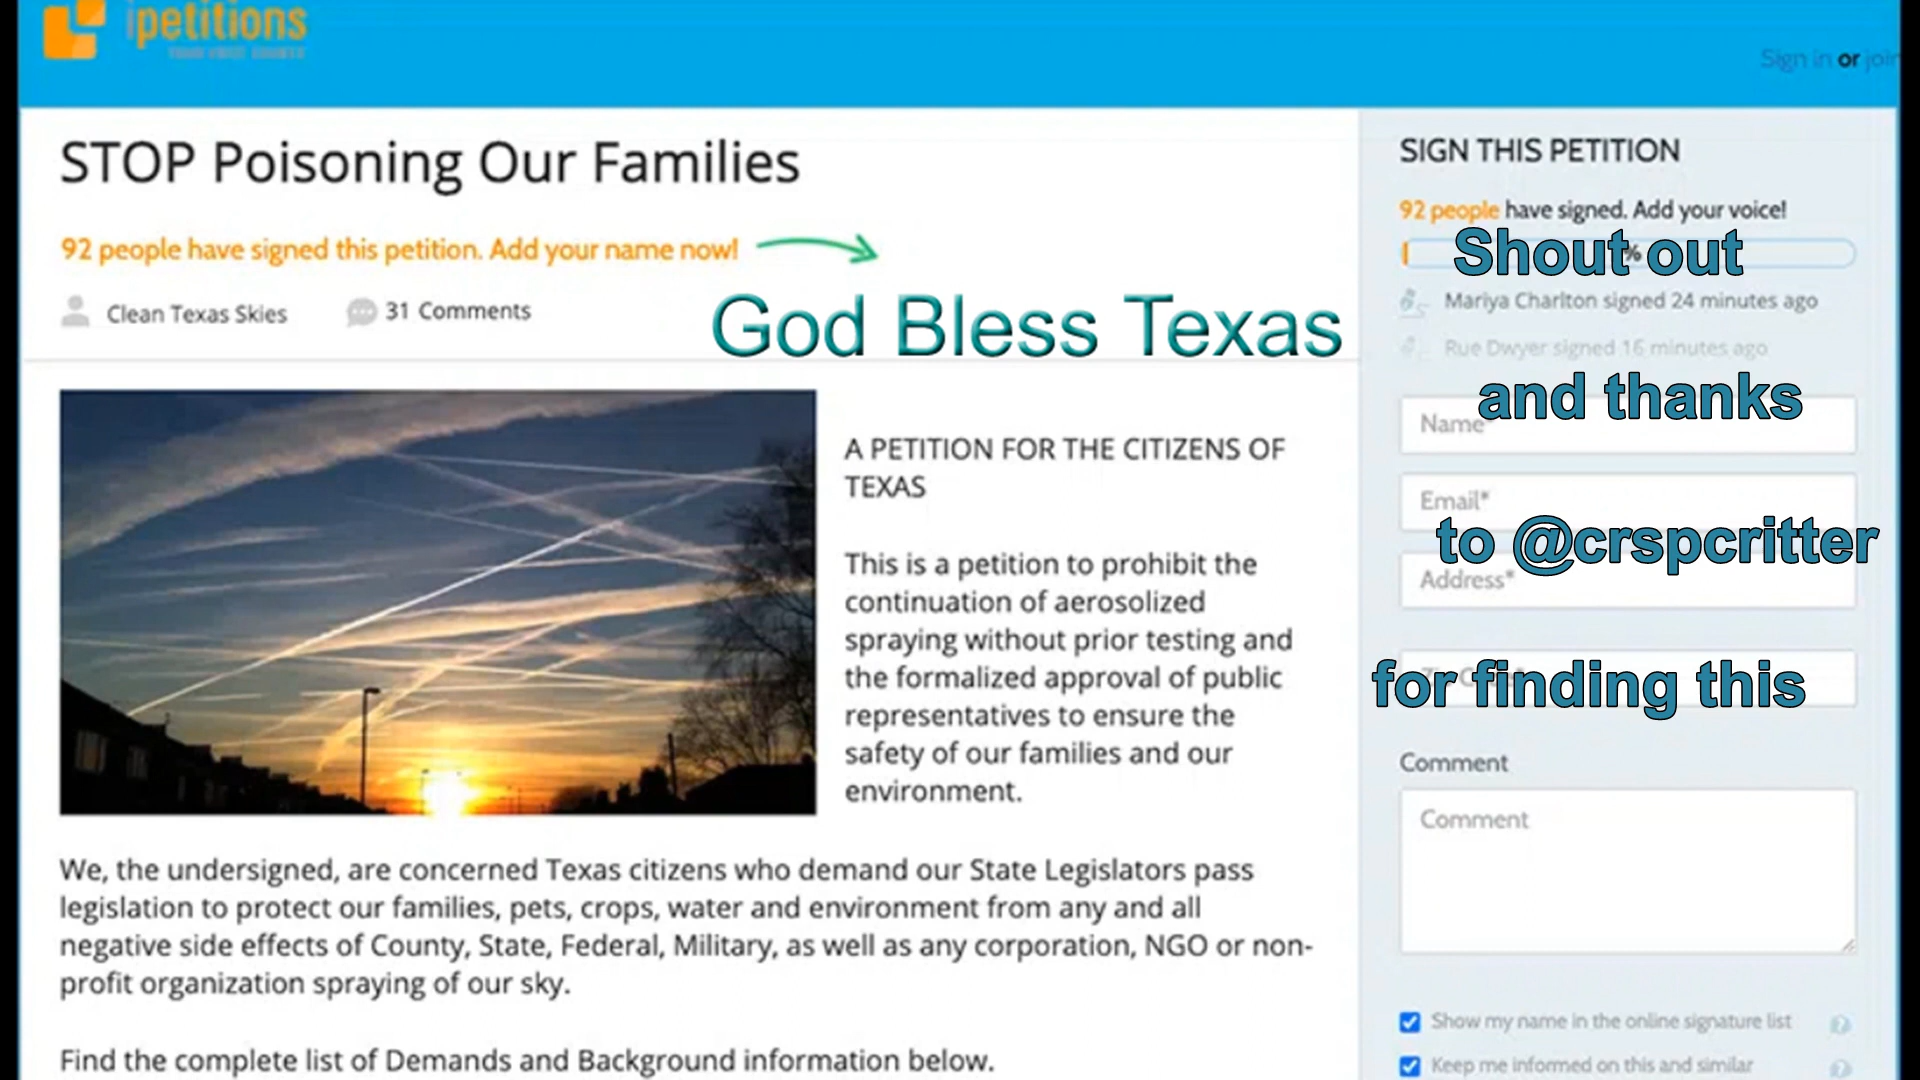 ipetitions
Sign in or join
STOP Poisoning Our Families
92 people have signed this petition. Add your name now!
Clean Texas Skies
31 Comments
God Bless Texas
A PETITION FOR THE CITIZENS OF
TEXAS
This is a petition to prohibit the
continuation of aerosolized
spraying without prior testing and
the formalized approval of public
representatives to ensure the
safety of our families and our
environment.
We, the undersigned, are concerned Texas citizens who demand our State Legislators pass
legislation to protect our families, pets, crops, water and environment from any and all
negative side effects of County, State, Federal, Military, as well as any corporation, NGO or non-
profit organization spraying of our sky.
Find the complete list of Demands and Background information below.
SIGN THIS PETITION
92 people have signed. Add your voice!
%
Shout out
Mariya Charlton signed 24 minutes ago
Rue Dwyer signed 16 minutes ago
and thanks
Name*
Email*
to @crspcritter
Address*
for finding this
Comment
Comment
Show my name in the online signature list
Keep me informed on this and similar